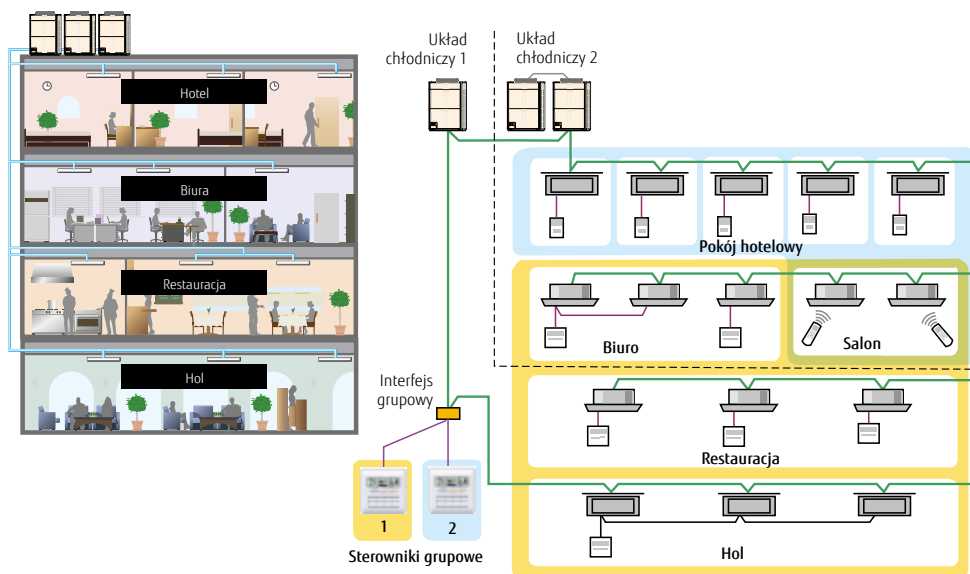 Hotel
Biura
Restauracja
Hol
Układ
chłodniczy 1
Układ
chłodniczy 2
Pokój hotelowy
Biuro
Salon
Interfejs
grupowy
Restauracja
1
2
Sterowniki grupowe
Hol